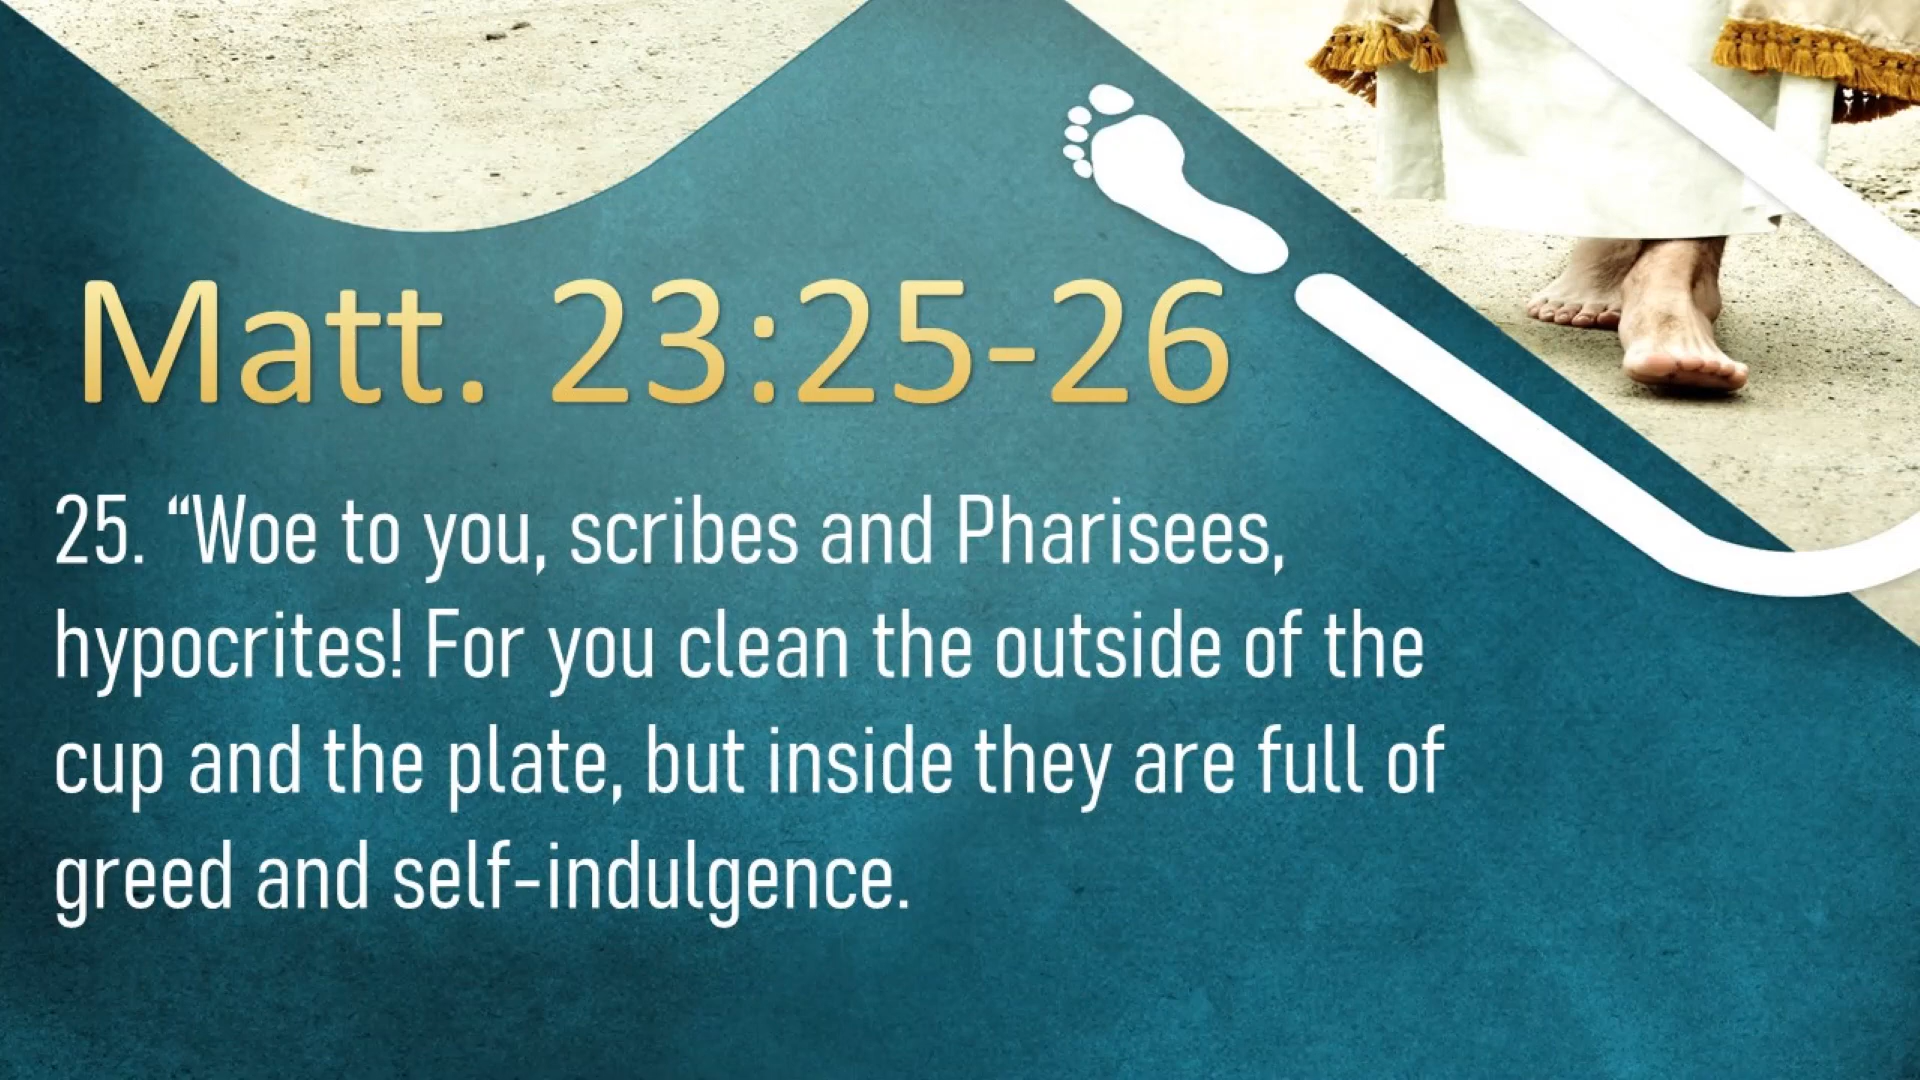 Matt. 23:25-26
25. “Woe to you, scribes and Pharisees,
hypocrites! For you clean the outside of the
cup and the plate, but inside they are full of
greed and self-indulgence.